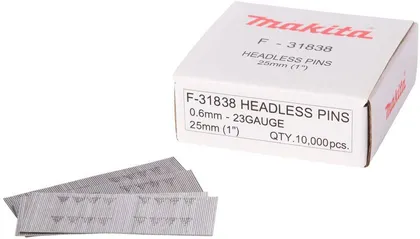 makita
F - 31838
HEADLESS PINS
25mm (1")
F-31838 HEADLESS PINS
0.6mm - 23GAUGE
25mm (1")
QTY.10,000pcs.